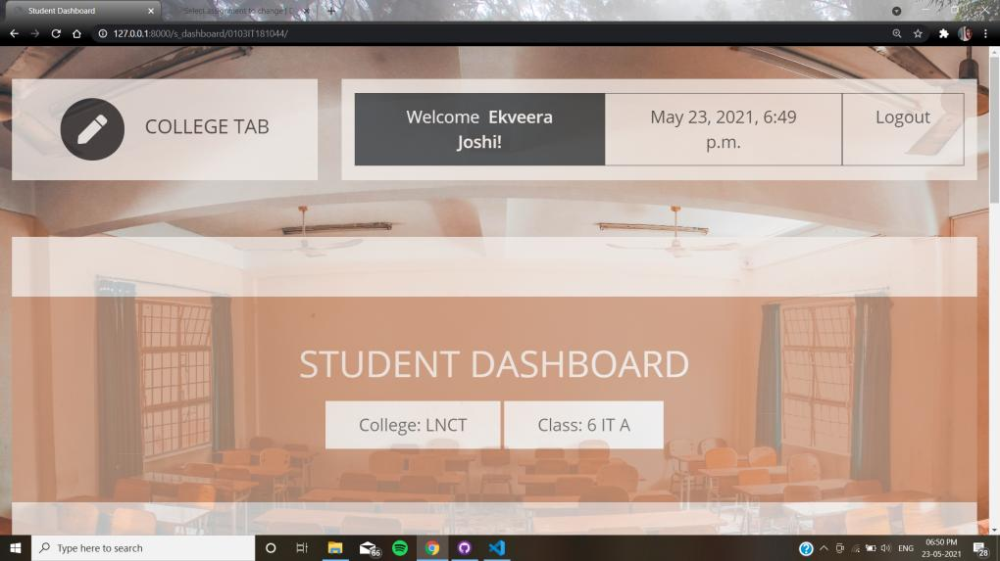 Student Dashboard
Select assignment to change | D
127.0.0.1:8000/s_dashboard/0103IT181044/
COLLEGE TAB
Welcome Ekveera
Joshi!
May 23, 2021, 6:49
p.m.
Logout
STUDENT DASHBOARD
College: LNCT
Class: 6 IT A
Type here to search
66
ENG
06:50 PM
23-05-2021
28